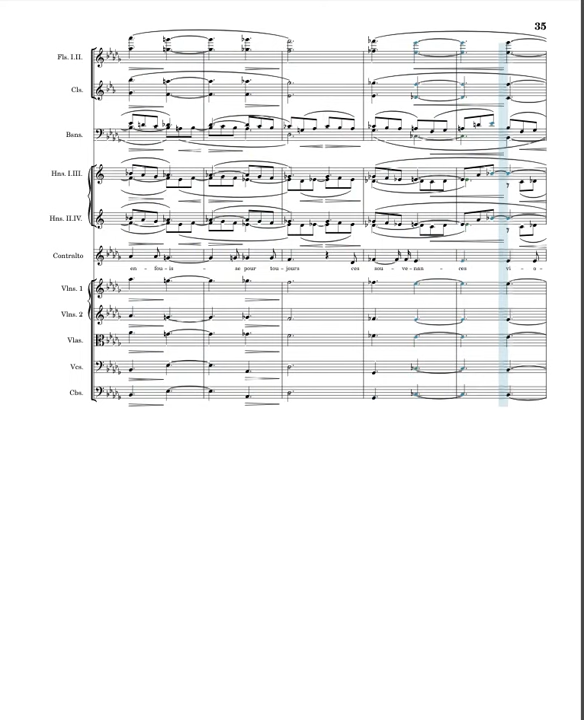 35
Fls. I.II.
Cls.
Bsns.
Hns. I.III.
Hns. II.IV.
Contralto
en- fou- is - as pour tou- jours ces sou- ve- nan- ces vi- 
Vlns. 1
Vlns. 2
Vlas.
Vcs.
Cbs.